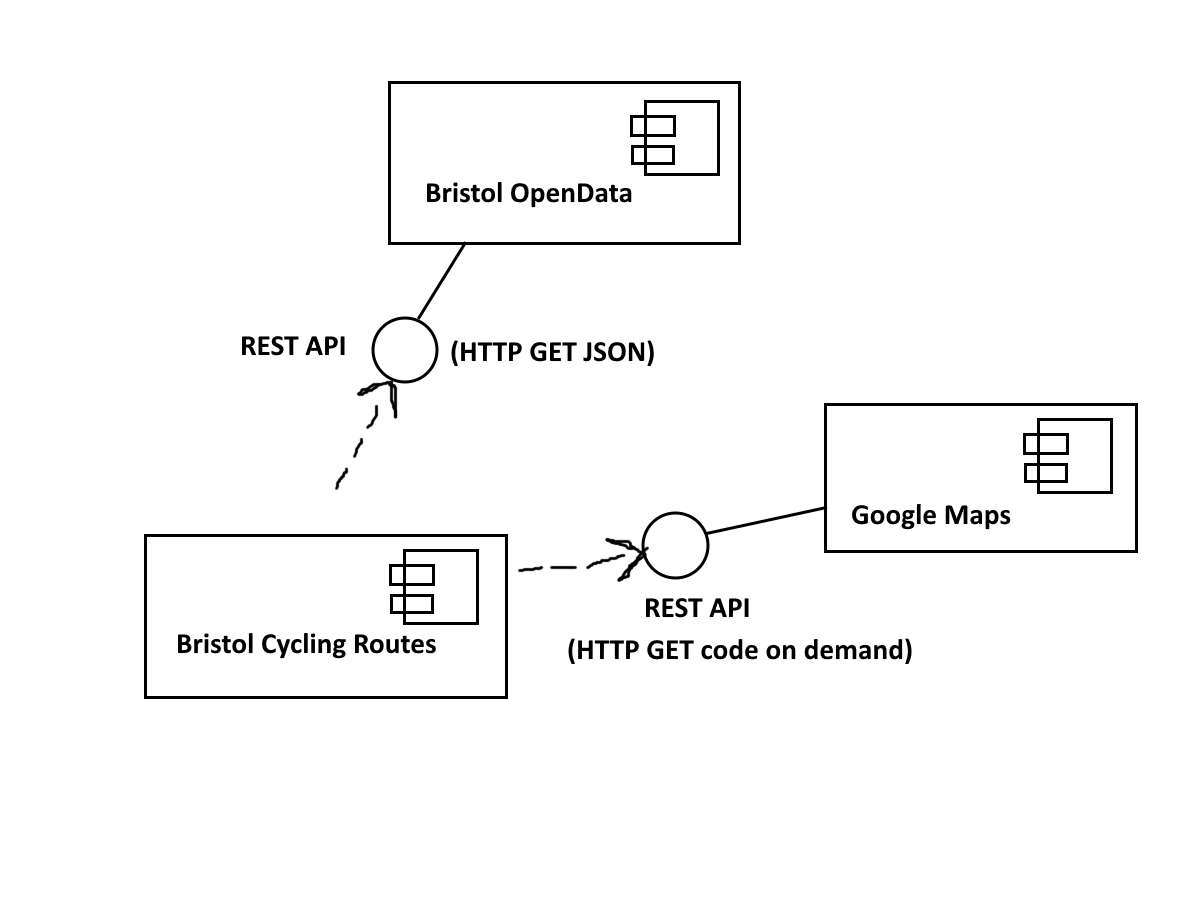 Bristol OpenData
REST API
(HTTP GET JSON)
Google Maps
REST API
(HTTP GET code on demand)
Bristol Cycling Routes